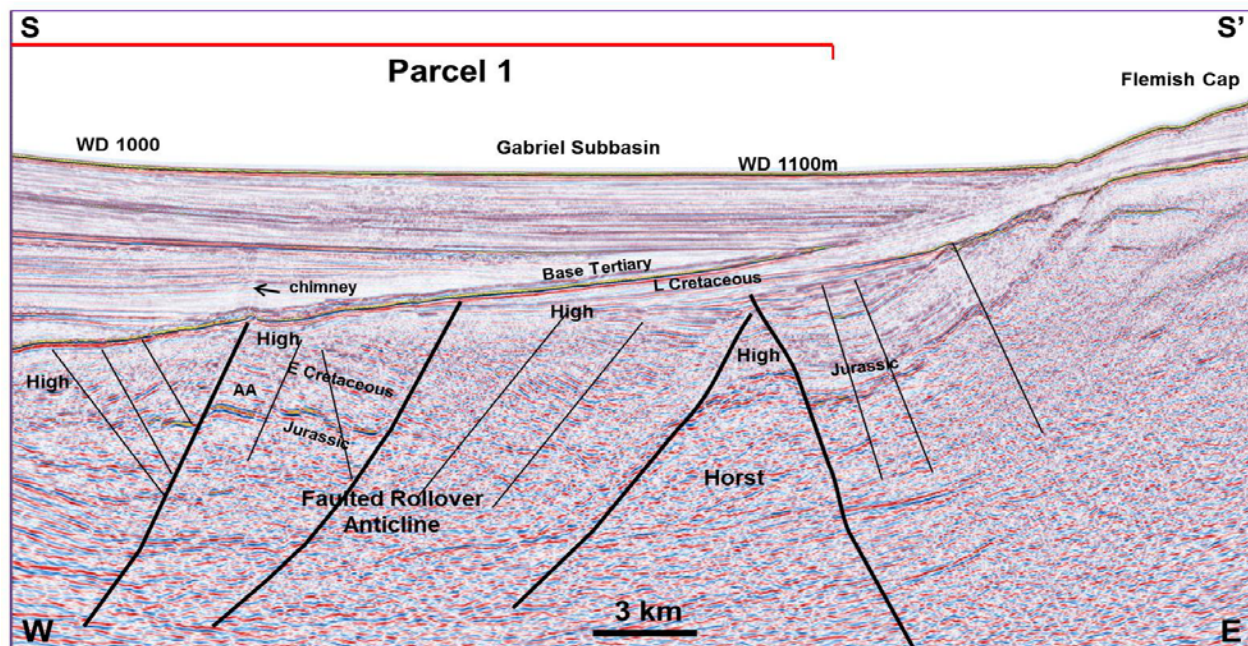 S
S'
Parcel 1
Flemish Cap
WD 1000
Gabriel Subbasin
WD 1100m
Base Tertiary
chimney
L Cretaceous
High
High
High
High
E Cretaceous
AA
Jurassic
Jurassic
Horst
Faulted Rollover
Anticline
3 km
W
E